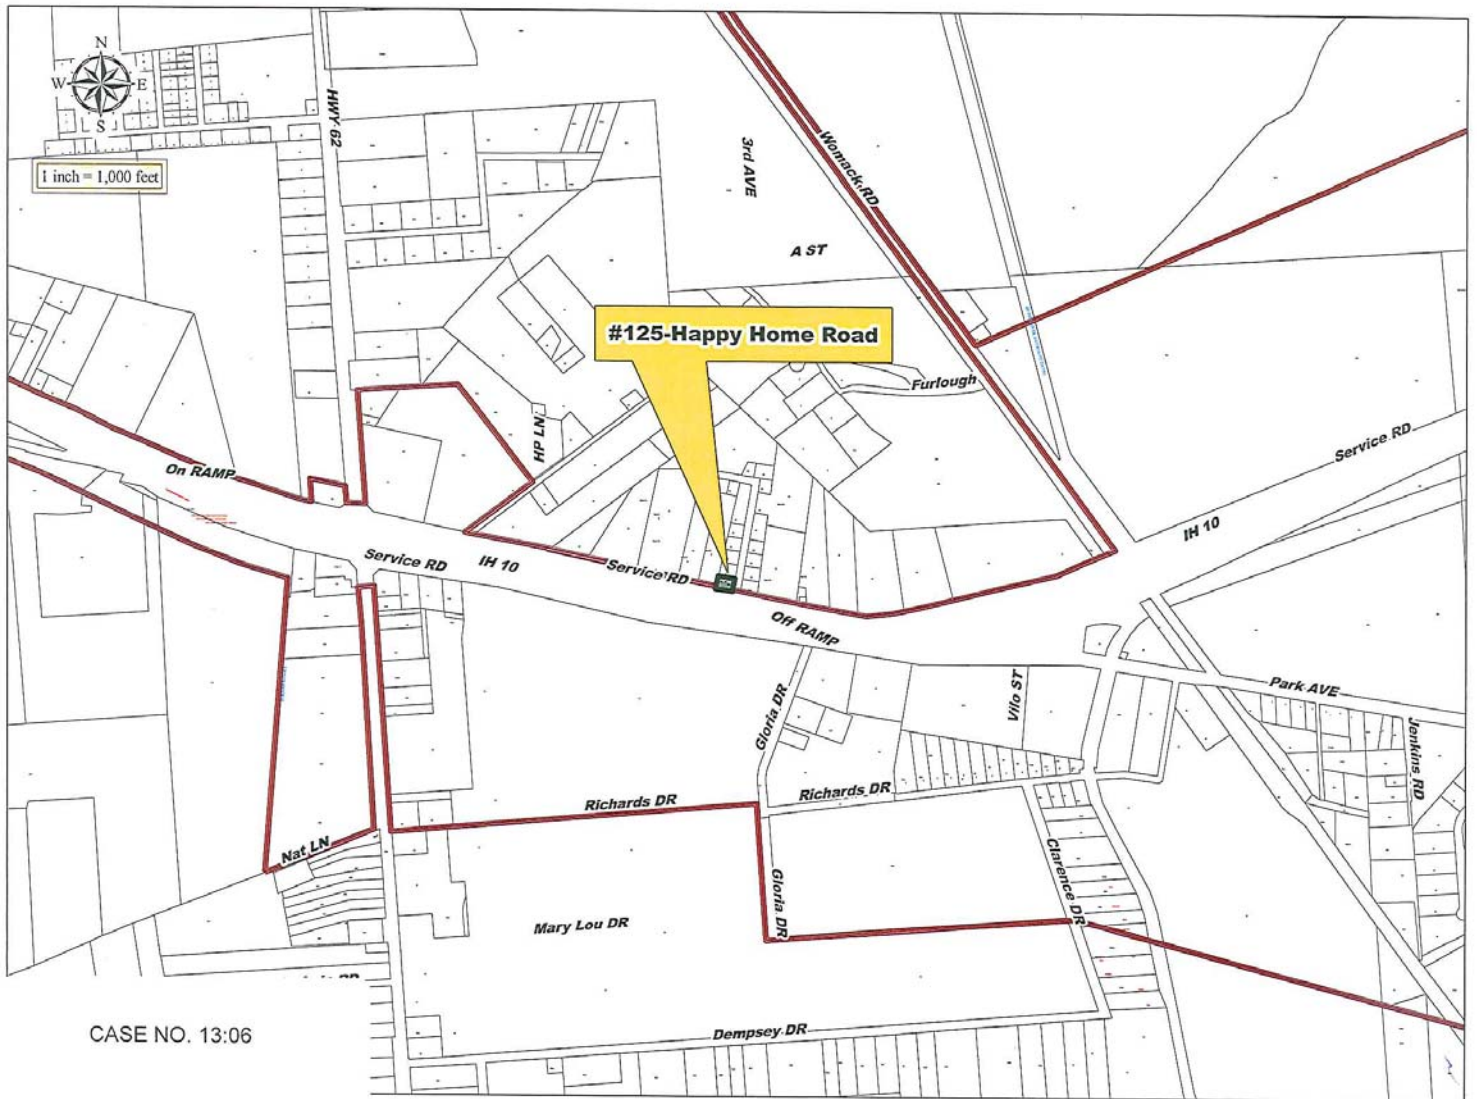 N
W E
S
1 inch = 1,000 feet
HWY 62
3rd AVE
Womack RD
A ST
#125-Happy Home Road
Furlough
HP LN
On RAMP
Service RD
IH 10
Service RD
IH 10
Service RD
Off RAMP
Park AVE
Vilo ST
Gloria DR
Jenkins RD
Richards DR
Richards DR
Nat LN
Clarence DR
Gloria DR
Mary Lou DR
Dempsey DR
CASE NO. 13:06